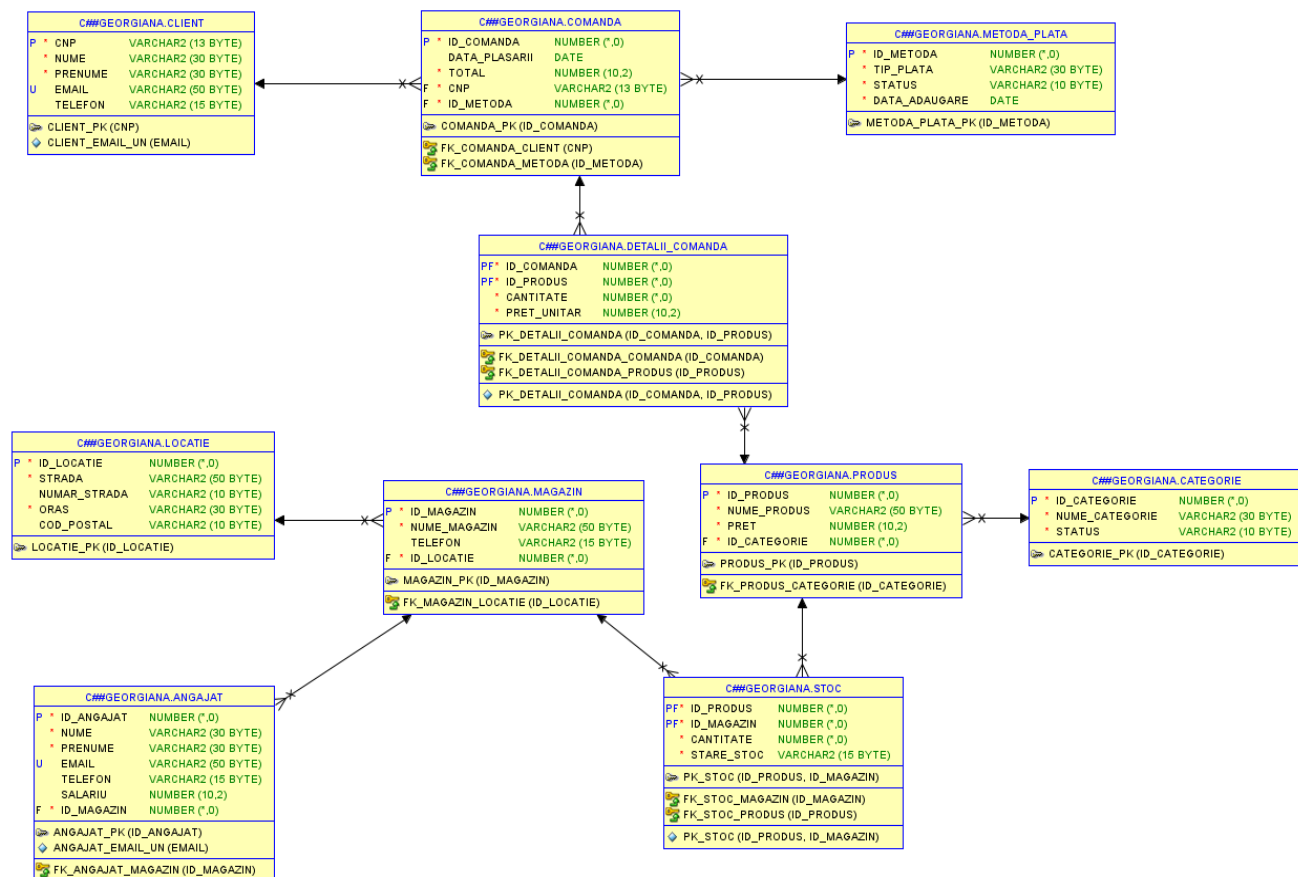 C##GEORGIANA.CLIENT
P * CNP VARCHAR2 (13 BYTE)
* NUME VARCHAR2 (30 BYTE)
* PRENUME VARCHAR2 (30 BYTE)
U EMAIL VARCHAR2 (50 BYTE)
TELEFON VARCHAR2 (15 BYTE)
CLIENT_PK (CNP)
CLIENT_EMAIL_UN (EMAIL)
C##GEORGIANA.COMANDA
P * ID_COMANDA NUMBER (*,0)
DATA_PLASARII DATE
* TOTAL NUMBER (10,2)
F * CNP VARCHAR2 (13 BYTE)
F * ID_METODA NUMBER (*,0)
COMANDA_PK (ID_COMANDA)
FK_COMANDA_CLIENT (CNP)
FK_COMANDA_METODA (ID_METODA)
C##GEORGIANA.METODA_PLATA
P * ID_METODA NUMBER (*,0)
* TIP_PLATA VARCHAR2 (30 BYTE)
* STATUS VARCHAR2 (10 BYTE)
* DATA_ADAUGARE DATE
METODA_PLATA_PK (ID_METODA)
C##GEORGIANA.DETALII_COMANDA
PF* ID_COMANDA NUMBER (*,0)
PF* ID_PRODUS NUMBER (*,0)
* CANTITATE NUMBER (*,0)
* PRET_UNITAR NUMBER (10,2)
PK_DETALII_COMANDA (ID_COMANDA, ID_PRODUS)
FK_DETALII_COMANDA_COMANDA (ID_COMANDA)
FK_DETALII_COMANDA_PRODUS (ID_PRODUS)
PK_DETALII_COMANDA (ID_COMANDA, ID_PRODUS)
C##GEORGIANA.LOCATIE
P * ID_LOCATIE NUMBER (*,0)
* STRADA VARCHAR2 (50 BYTE)
NUMAR_STRADA VARCHAR2 (10 BYTE)
* ORAS VARCHAR2 (30 BYTE)
COD_POSTAL VARCHAR2 (10 BYTE)
LOCATIE_PK (ID_LOCATIE)
C##GEORGIANA.MAGAZIN
P * ID_MAGAZIN NUMBER (*,0)
* NUME_MAGAZIN VARCHAR2 (50 BYTE)
TELEFON VARCHAR2 (15 BYTE)
F * ID_LOCATIE NUMBER (*,0)
MAGAZIN_PK (ID_MAGAZIN)
FK_MAGAZIN_LOCATIE (ID_LOCATIE)
C##GEORGIANA.PRODUS
P * ID_PRODUS NUMBER (*,0)
* NUME_PRODUS VARCHAR2 (50 BYTE)
* PRET NUMBER (10,2)
F * ID_CATEGORIE NUMBER (*,0)
PRODUS_PK (ID_PRODUS)
FK_PRODUS_CATEGORIE (ID_CATEGORIE)
C##GEORGIANA.CATEGORIE
P * ID_CATEGORIE NUMBER (*,0)
* NUME_CATEGORIE VARCHAR2 (30 BYTE)
* STATUS VARCHAR2 (10 BYTE)
CATEGORIE_PK (ID_CATEGORIE)
C##GEORGIANA.ANGAJAT
P * ID_ANGAJAT NUMBER (*,0)
* NUME VARCHAR2 (30 BYTE)
* PRENUME VARCHAR2 (30 BYTE)
U EMAIL VARCHAR2 (50 BYTE)
TELEFON VARCHAR2 (15 BYTE)
SALARIU NUMBER (10,2)
F * ID_MAGAZIN NUMBER (*,0)
ANGAJAT_PK (ID_ANGAJAT)
ANGAJAT_EMAIL_UN (EMAIL)
FK_ANGAJAT_MAGAZIN (ID_MAGAZIN)
C##GEORGIANA.STOC
PF* ID_PRODUS NUMBER (*,0)
PF* ID_MAGAZIN NUMBER (*,0)
* CANTITATE NUMBER (*,0)
* STARE_STOC VARCHAR2 (15 BYTE)
PK_STOC (ID_PRODUS, ID_MAGAZIN)
FK_STOC_MAGAZIN (ID_MAGAZIN)
FK_STOC_PRODUS (ID_PRODUS)
PK_STOC (ID_PRODUS, ID_MAGAZIN)